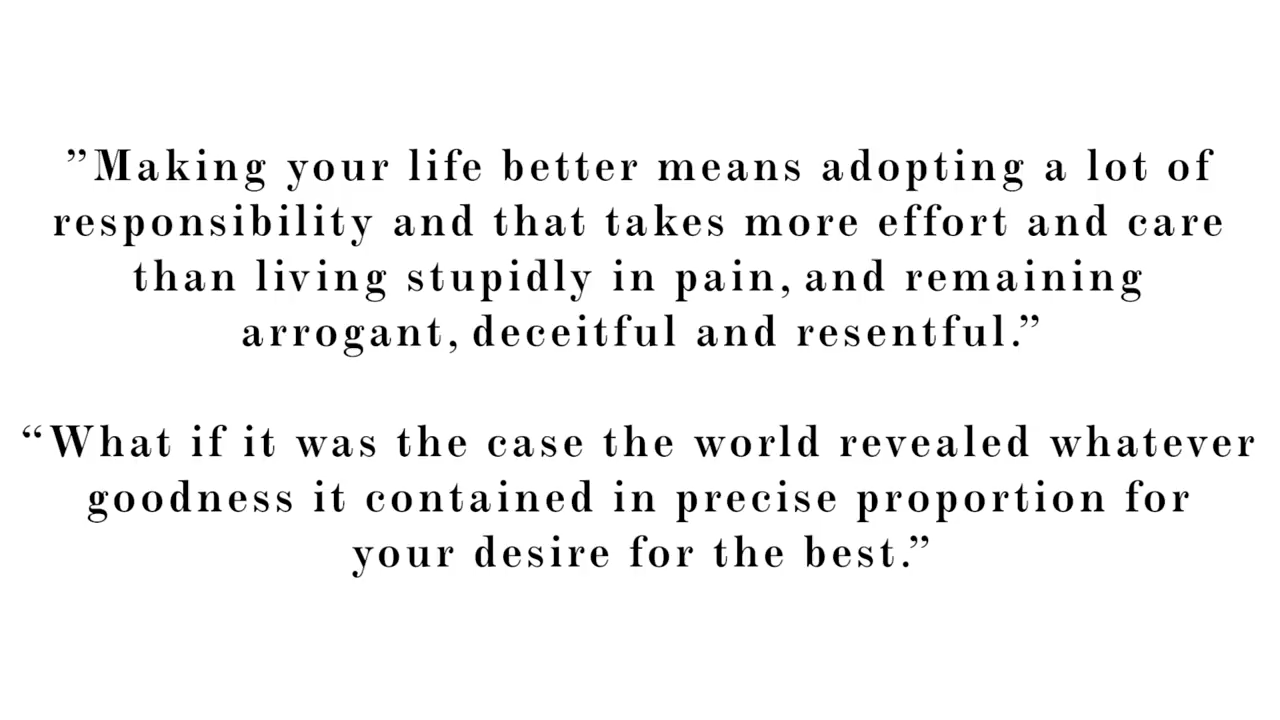 ”Making your life better means adopting a lot of
responsibility and that takes more effort and care
than living stupidly in pain, and remaining
arrogant, deceitful and resentful.”
“What if it was the case the world revealed whatever
goodness it contained in precise proportion for
your desire for the best.”